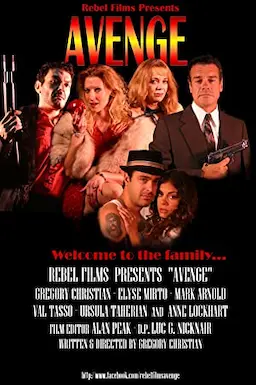 Rebel Films Presents
AVENGE
Welcome to the family...
REBEL FILMS PRESENTS "AVENGE"
GREGORY CHRISTIAN - ELYSE MIRTO - MARK ARNOLD
VAL TASSO - URSULA TAHERIAN AND ANNE LOCKHART
FILM EDITOR ALAN PEAK - D.P. LUC G. NICKNAIR
WRITTEN & DIRECTED BY GREGORY CHRISTIAN
http://www.facebook.com/rebelfilmsavenge